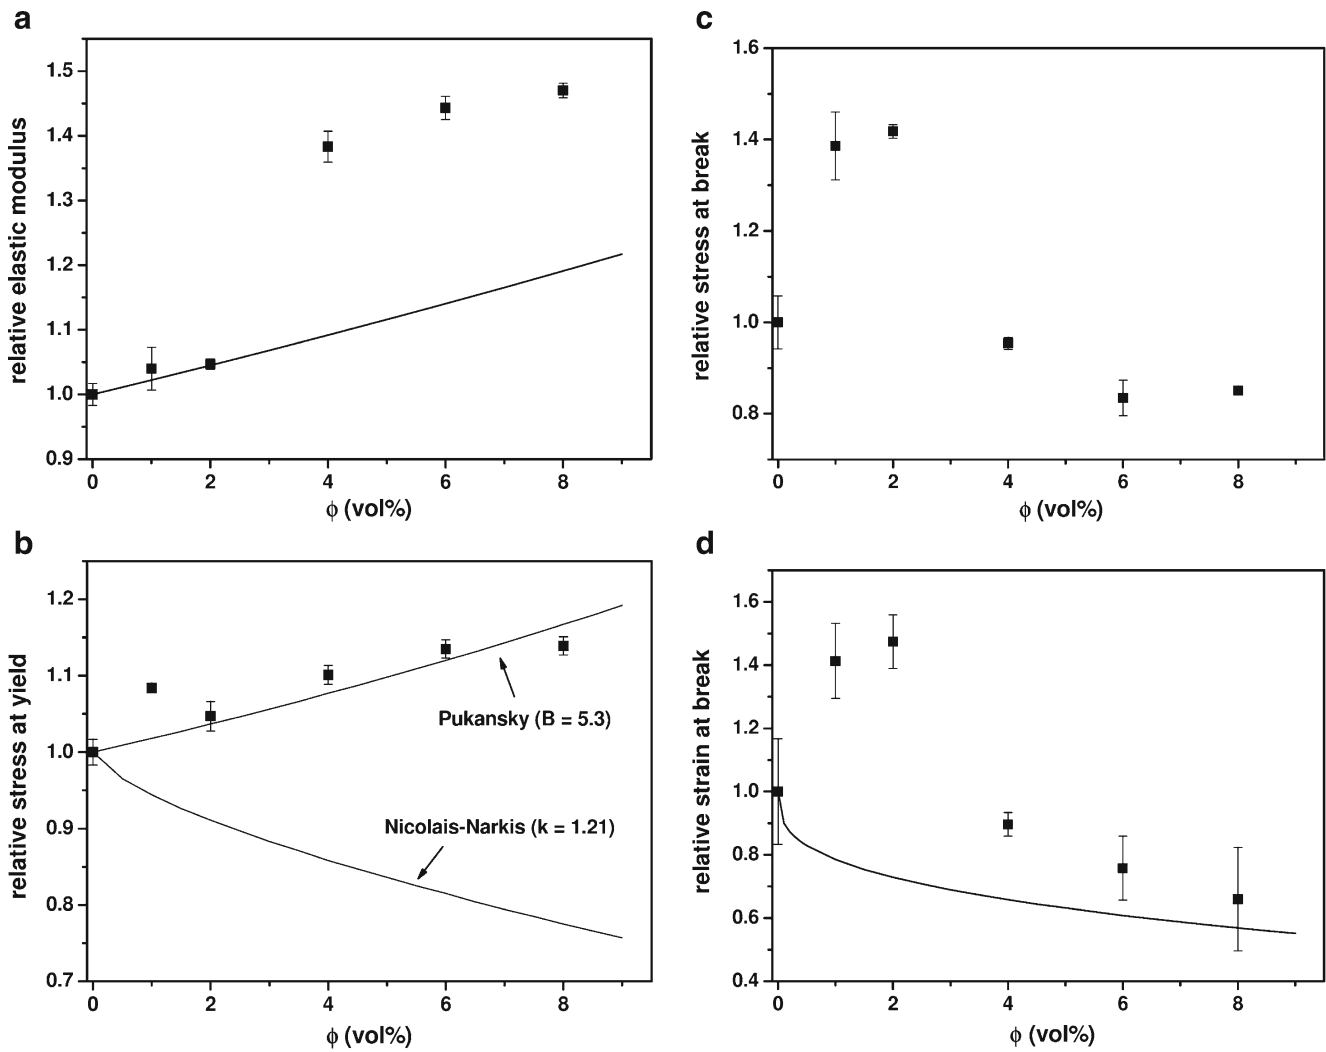 a
1.5
1.4
1.3
1.2
1.1
1.0
0.9
relative elastic modulus
0 2 4 6 8
ϕ (vol%)
c
1.6
1.4
1.2
1.0
0.8
relative stress at break
0 2 4 6 8
ϕ (vol%)
b
1.2
1.1
1.0
0.9
0.8
0.7
relative stress at yield
Pukansky (B = 5.3)
Nicolais-Narkis (k = 1.21)
0 2 4 6 8
ϕ (vol%)
d
1.6
1.4
1.2
1.0
0.8
0.6
0.4
relative strain at break
0 2 4 6 8
ϕ (vol%)